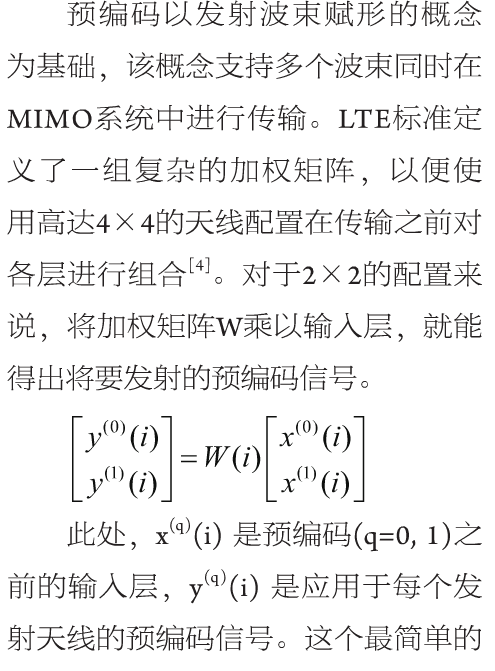 预编码以发射波束赋形的概念
为基础，该概念支持多个波束同时在
MIMO系统中进行传输。LTE标准定
义了一组复杂的加权矩阵，以便使
用高达4×4的天线配置在传输之前对
各层进行组合[4]。对于2×2的配置来
说，将加权矩阵W乘以输入层，就能
得出将要发射的预编码信号。
[y⁽⁰⁾(i)] = W(i) [x⁽⁰⁾(i)]
[y⁽¹⁾(i)] [x⁽¹⁾(i)]
此处，x⁽q⁾(i) 是预编码(q=0, 1)之
前的输入层，y⁽q⁾(i) 是应用于每个发
射天线的预编码信号。这个最简单的